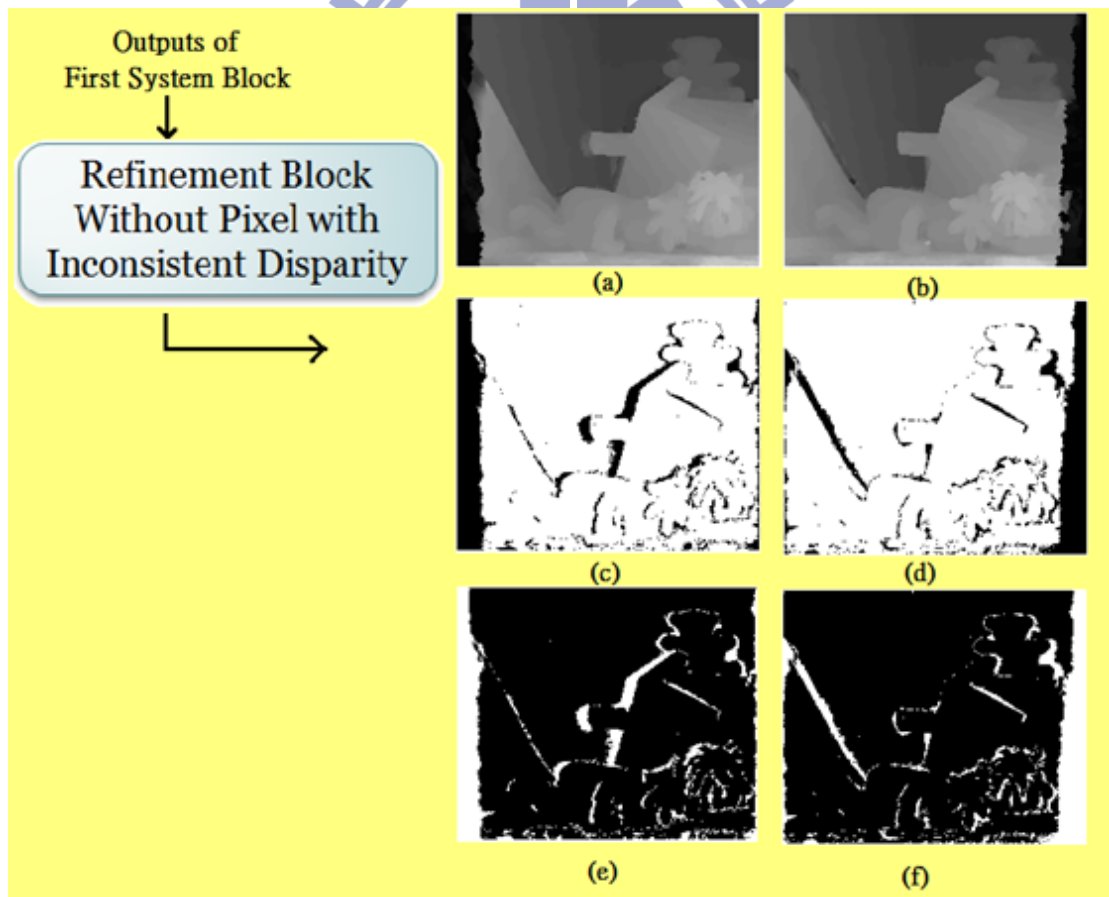 Outputs of
First System Block
Refinement Block
Without Pixel with
Inconsistent Disparity
(a)
(b)
(c)
(d)
(e)
(f)